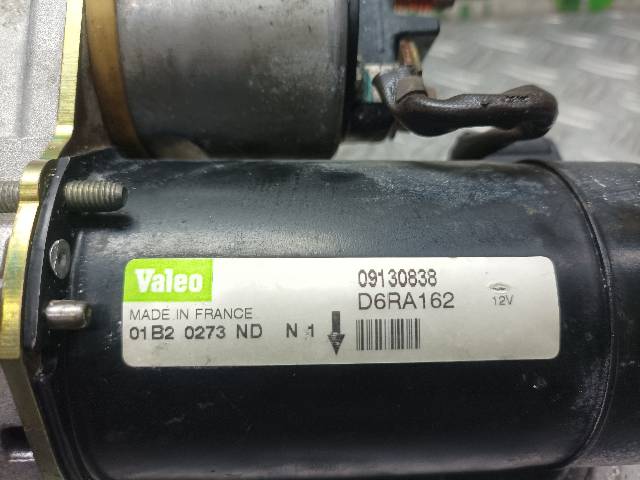 Valeo
09130838
D6RA162
12V
MADE IN FRANCE
01B2 0273 ND N 1